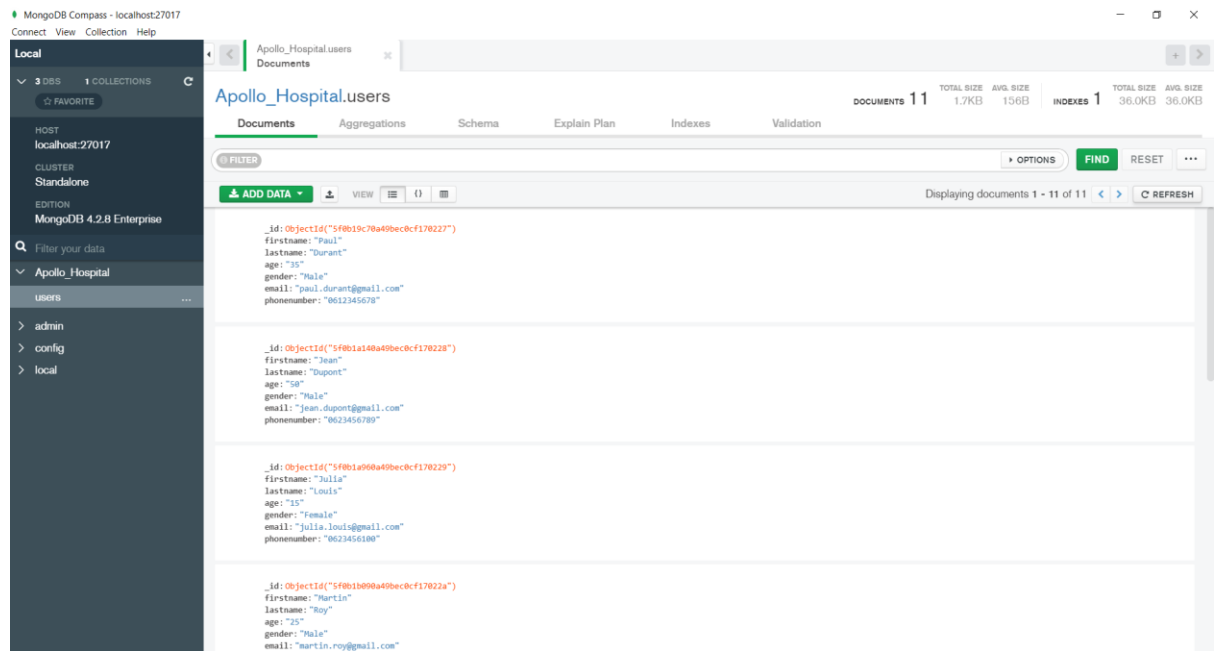 MongoDB Compass - localhost:27017
Connect View Collection Help
Local
3 DBS 1 COLLECTIONS
FAVORITE
HOST
localhost:27017
CLUSTER
Standalone
EDITION
MongoDB 4.2.8 Enterprise
Filter your data
Apollo_Hospital
users ...
admin
config
local
Apollo_Hospital.users
Documents
Apollo_Hospital.users
DOCUMENTS 11 TOTAL SIZE 1.7KB AVG. SIZE 156B INDEXES 1 TOTAL SIZE 36.0KB AVG. SIZE 36.0KB
Documents Aggregations Schema Explain Plan Indexes Validation
FILTER OPTIONS FIND RESET ...
ADD DATA VIEW {} Displaying documents 1 - 11 of 11 < > REFRESH
_id: ObjectId("5f0b19c70a49bec0cf170227")
firstname: "Paul"
lastname: "Durant"
age: "35"
gender: "Male"
email: "paul.durant@gmail.com"
phonenumber: "0612345678"
_id: ObjectId("5f0b1a140a49bec0cf170228")
firstname: "Jean"
lastname: "Dupont"
age: "50"
gender: "Male"
email: "jean.dupont@gmail.com"
phonenumber: "0623456789"
_id: ObjectId("5f0b1a960a49bec0cf170229")
firstname: "Julia"
lastname: "Louis"
age: "15"
gender: "Female"
email: "julia.louis@gmail.com"
phonenumber: "0623456100"
_id: ObjectId("5f0b1b090a49bec0cf17022a")
firstname: "Martin"
lastname: "Roy"
age: "25"
gender: "Male"
email: "martin.roy@gmail.com"